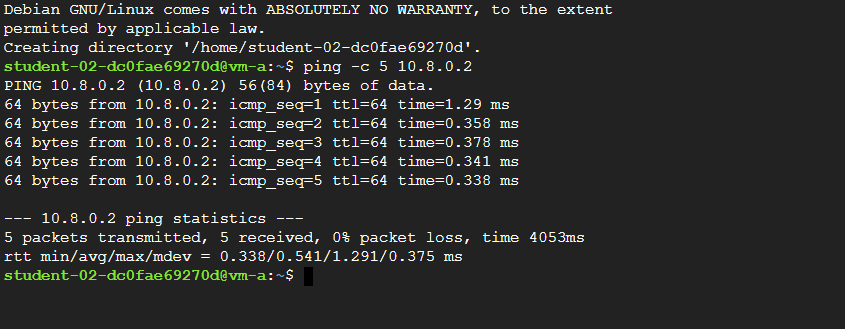 Debian GNU/Linux comes with ABSOLUTELY NO WARRANTY, to the extent
permitted by applicable law.
Creating directory '/home/student-02-dc0fae69270d'.
student-02-dc0fae69270d@vm-a:~$ ping -c 5 10.8.0.2
PING 10.8.0.2 (10.8.0.2) 56(84) bytes of data.
64 bytes from 10.8.0.2: icmp_seq=1 ttl=64 time=1.29 ms
64 bytes from 10.8.0.2: icmp_seq=2 ttl=64 time=0.358 ms
64 bytes from 10.8.0.2: icmp_seq=3 ttl=64 time=0.378 ms
64 bytes from 10.8.0.2: icmp_seq=4 ttl=64 time=0.341 ms
64 bytes from 10.8.0.2: icmp_seq=5 ttl=64 time=0.338 ms
--- 10.8.0.2 ping statistics ---
5 packets transmitted, 5 received, 0% packet loss, time 4053ms
rtt min/avg/max/mdev = 0.338/0.541/1.291/0.375 ms
student-02-dc0fae69270d@vm-a:~$